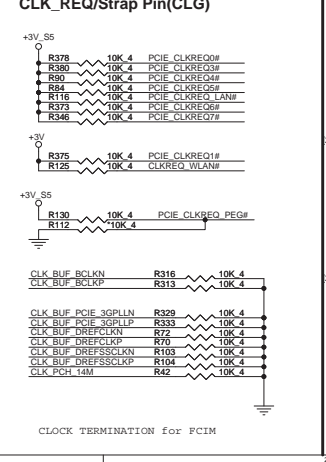 CLK_REQ/Strap Pin(CLG)
+3V_S5
R378 10K_4 PCIE_CLKREQ0#
R380 10K_4 PCIE_CLKREQ3#
R90 10K_4 PCIE_CLKREQ4#
R84 10K_4 PCIE_CLKREQ5#
R116 10K_4 PCIE_CLKREQ_LAN#
R373 10K_4 PCIE_CLKREQ6#
R346 10K_4 PCIE_CLKREQ7#
+3V
R375 10K_4 PCIE_CLKREQ1#
R125 10K_4 CLKREQ_WLAN#
+3V_S5
R130 10K_4 PCIE_CLKREQ_PEG#
R112 *10K_4
CLK_BUF_BCLKN R316 10K_4
CLK_BUF_BCLKP R313 10K_4
CLK_BUF_PCIE_3GPLLN R329 10K_4
CLK_BUF_PCIE_3GPLLP R333 10K_4
CLK_BUF_DREFCLKN R72 10K_4
CLK_BUF_DREFCLKP R70 10K_4
CLK_BUF_DREFSSCLKN R103 10K_4
CLK_BUF_DREFSSCLKP R104 10K_4
CLK_PCH_14M R42 10K_4
CLOCK TERMINATION for FCIM